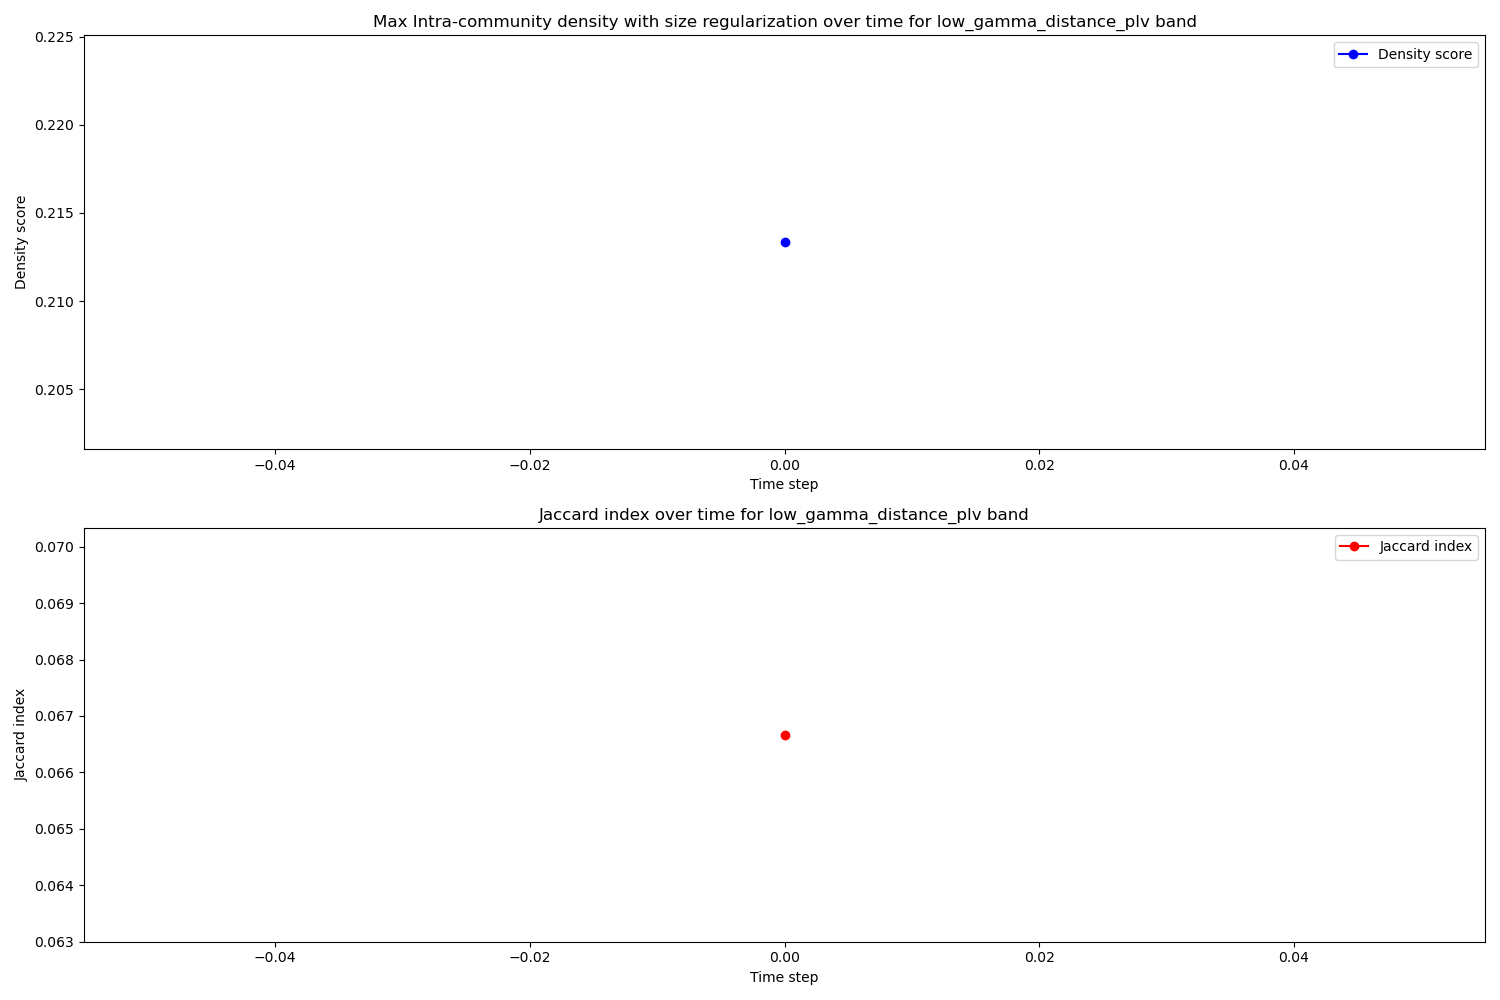 Max Intra-community density with size regularization over time for low_gamma_distance_plv band
0.225
0.220
0.215
0.210
0.205
Density score
Density score
−0.04
−0.02
0.00
0.02
0.04
Time step
Jaccard index over time for low_gamma_distance_plv band
0.070
0.069
0.068
0.067
0.066
0.065
0.064
0.063
Jaccard index
Jaccard index
−0.04
−0.02
0.00
0.02
0.04
Time step